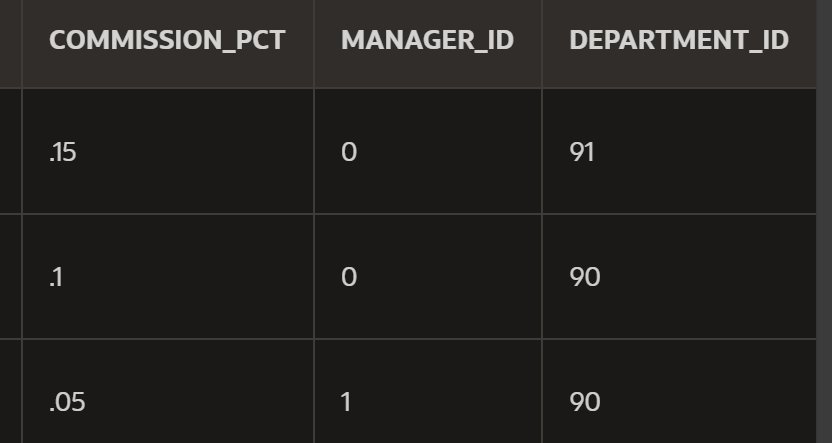 COMMISSION_PCT MANAGER_ID DEPARTMENT_ID
.15 0 91
.1 0 90
.05 1 90